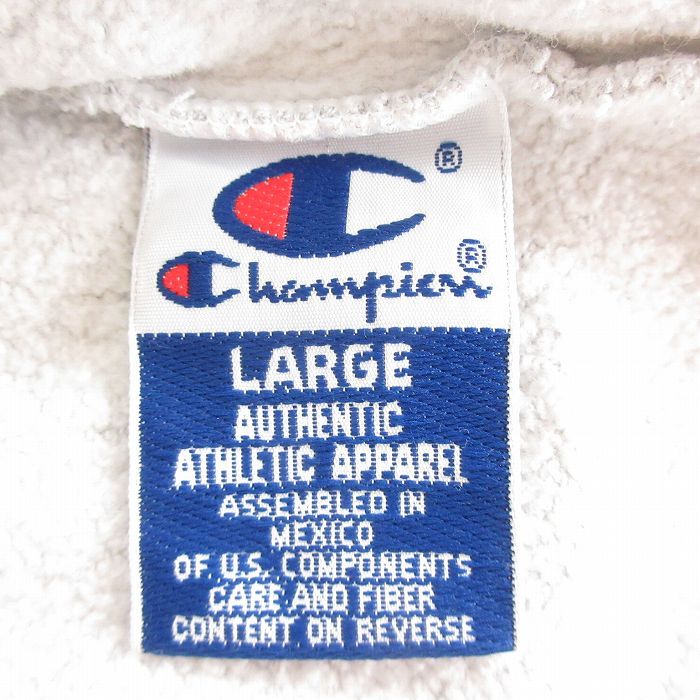 ®
Champion®
LARGE
AUTHENTIC
ATHLETIC APPAREL
ASSEMBLED IN
MEXICO
OF U.S. COMPONENTS
CARE AND FIBER
CONTENT ON REVERSE